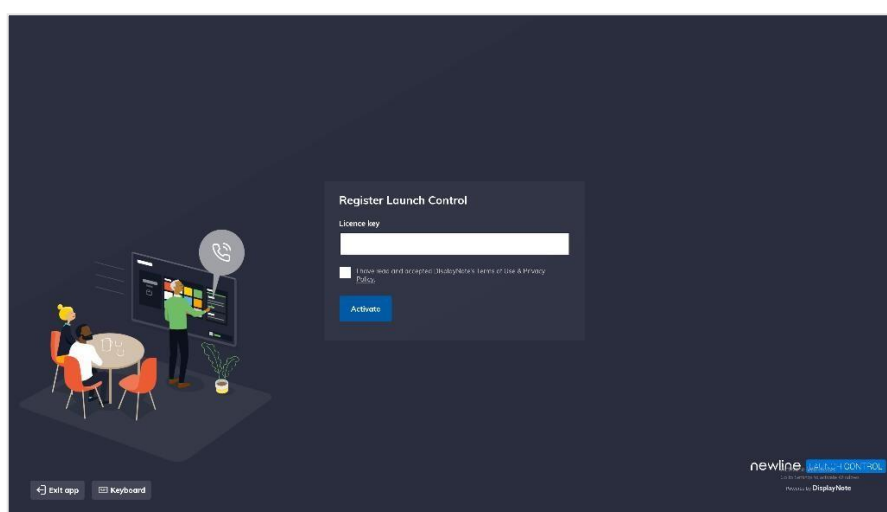 Register Launch Control
Licence key
I have read and accepted DisplayNote's Terms of Use & Privacy
Policy.
Activate
newline LAUNCH CONTROL
Powered by DisplayNote
Exit app
Keyboard